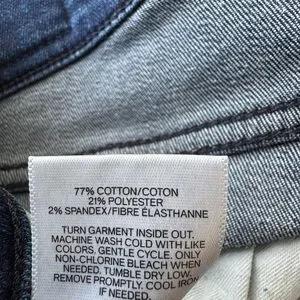 77% COTTON/COTON
21% POLYESTER
2% SPANDEX/FIBRE ÉLASTHANNE
TURN GARMENT INSIDE OUT.
MACHINE WASH COLD WITH LIKE
COLORS. GENTLE CYCLE. ONLY
NON-CHLORINE BLEACH WHEN
NEEDED. TUMBLE DRY LOW.
REMOVE PROMPTLY. COOL IRON
IF NEEDED.